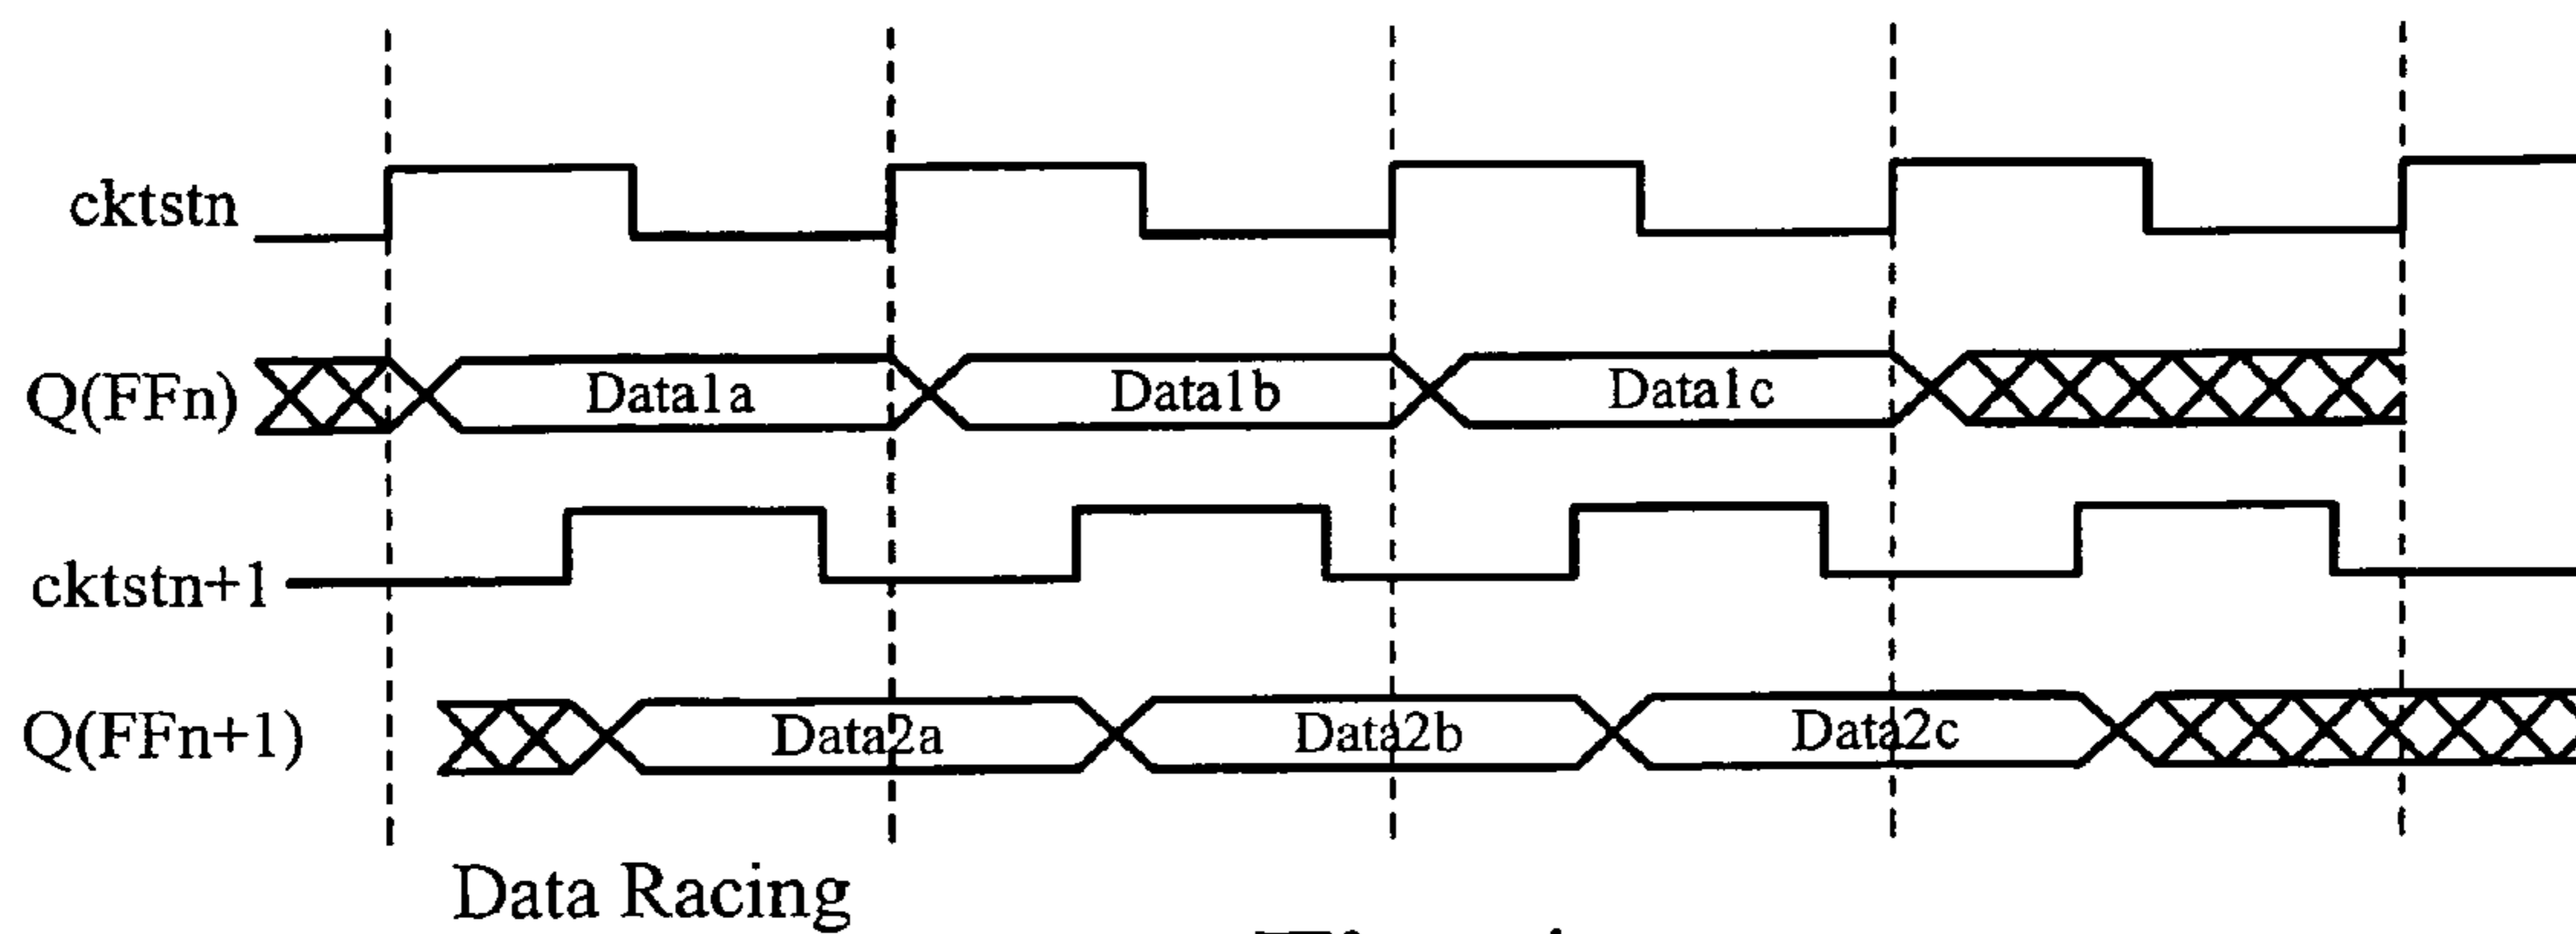 cktstn
Q(FFn) Data1a Data1b Data1c
cktstn+1
Q(FFn+1) Data2a Data2b Data2c
Data Racing